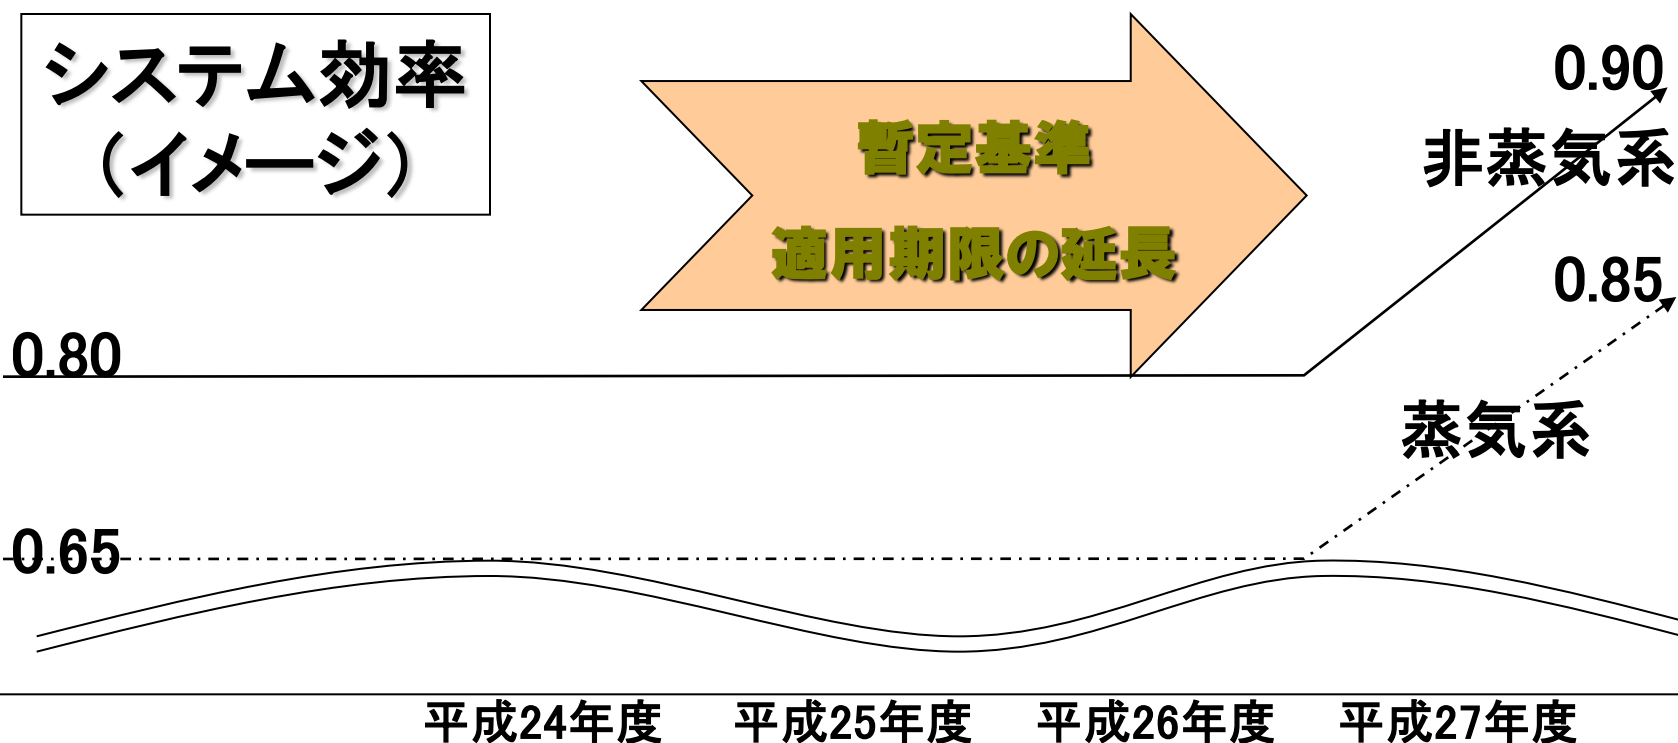 システム効率
（イメージ）
暫定基準
適用期限の延長
0.90
非蒸気系
0.85
0.80
蒸気系
0.65
平成24年度
平成25年度
平成26年度
平成27年度